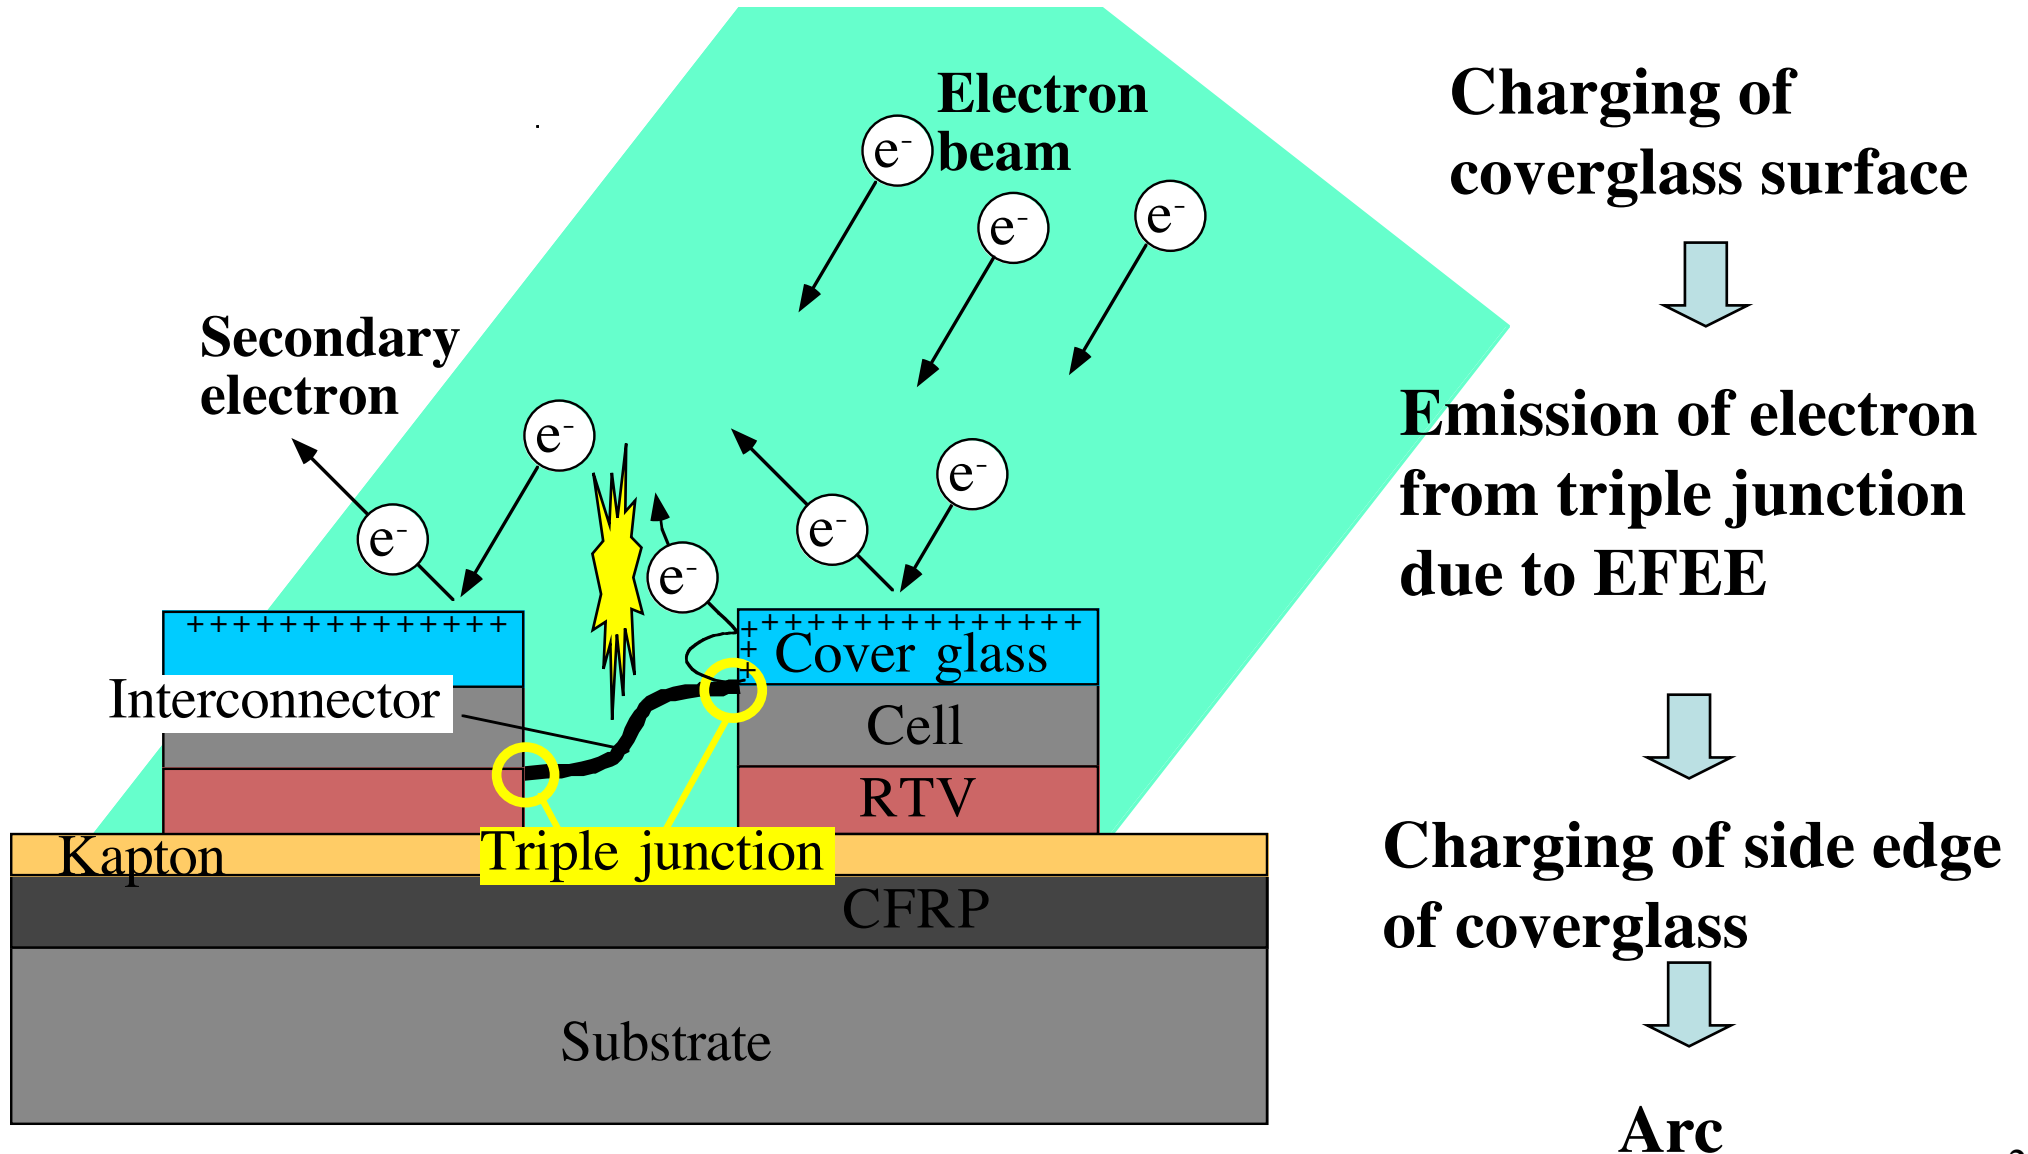 Electron
beam
e-
e-
e-
Secondary
electron
e-
e-
e-
e-
e-
++++++++++++++
+++++++++++++++
+
+
+
Cover glass
Interconnector
Cell
RTV
Triple junction
Kapton
CFRP
Substrate
Charging of
coverglass surface
Emission of electron
from triple junction
due to EFEE
Charging of side edge
of coverglass
Arc